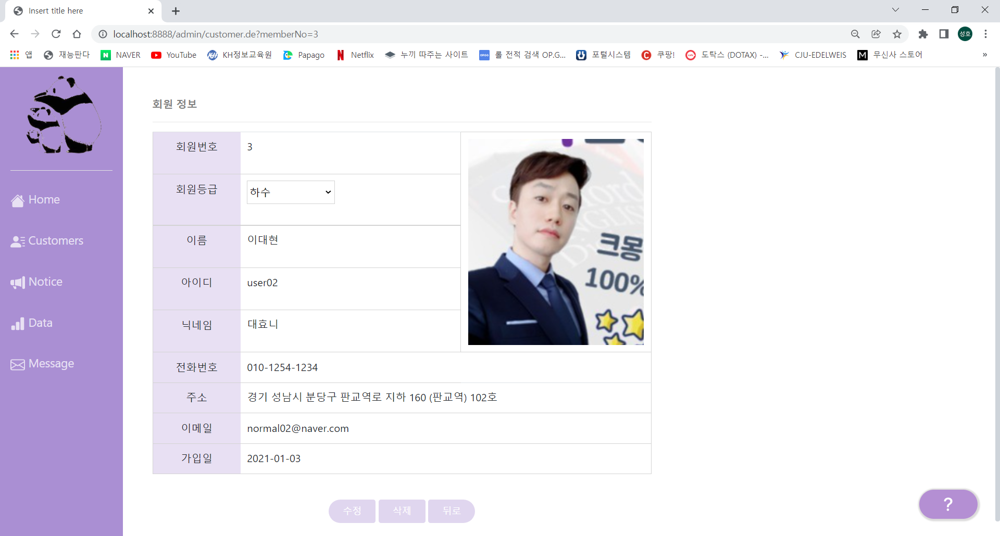 Insert title here
localhost:8888/admin/customer.de?memberNo=3
성호
앱 재능판다 NAVER YouTube KH정보교육원 Papago Netflix 누끼 따주는 사이트 롤 전적 검색 OP.G... 포털시스템 쿠팡! 도탁스 (DOTAX) -... CJU-EDELWEIS 무신사 스토어 »
Home
Customers
Notice
Data
Message
회원 정보
회원번호 3
회원등급 하수
이름 이대현
아이디 user02
닉네임 대효니
크몽
100%
전화번호 010-1254-1234
주소 경기 성남시 분당구 판교역로 지하 160 (판교역) 102호
이메일 normal02@naver.com
가입일 2021-01-03
수정 삭제 뒤로
?